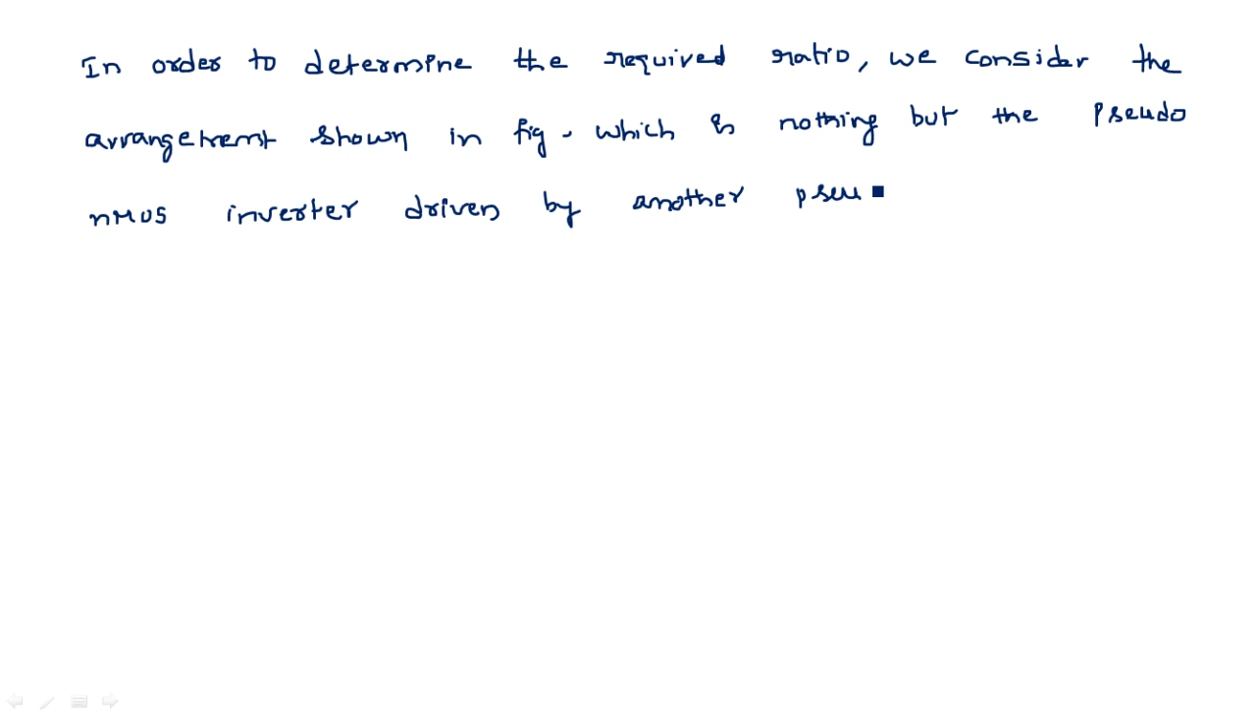 In order to determine the required ratio, we consider the
arrangement shown in fig. which is nothing but the Pseudo
nMOS inverter driven by another pseu